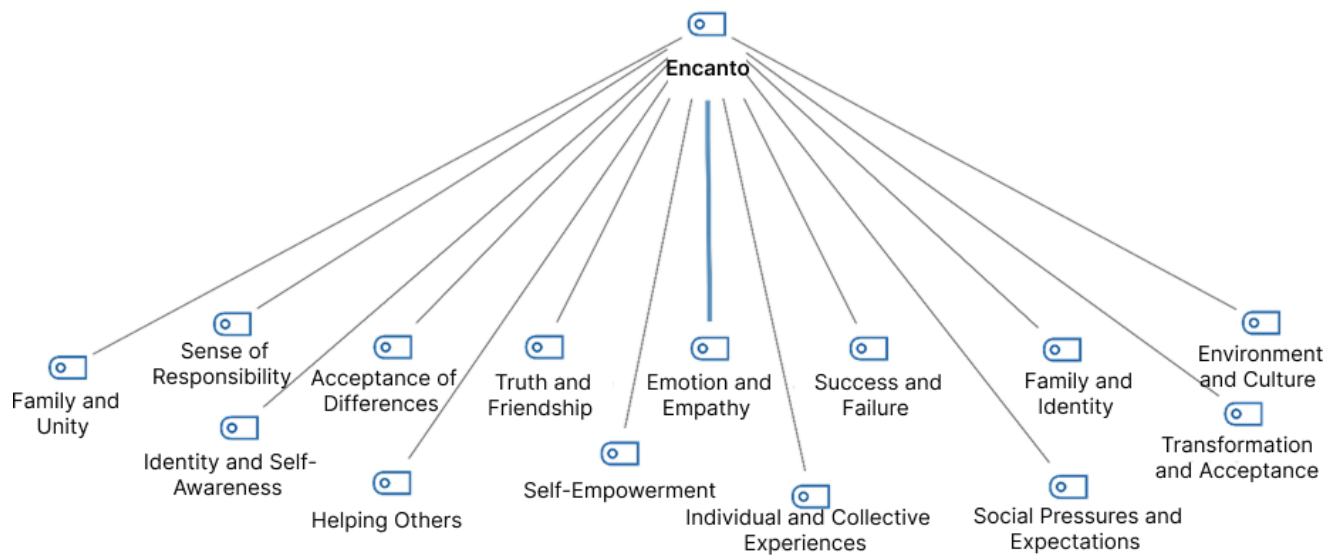 Encanto
Sense of
Responsibility
Family and
Unity
Acceptance of
Differences
Truth and
Friendship
Emotion and
Empathy
Success and
Failure
Family and
Identity
Environment
and Culture
Identity and Self-
Awareness
Helping Others
Self-Empowerment
Individual and Collective
Experiences
Social Pressures and
Expectations
Transformation
and Acceptance